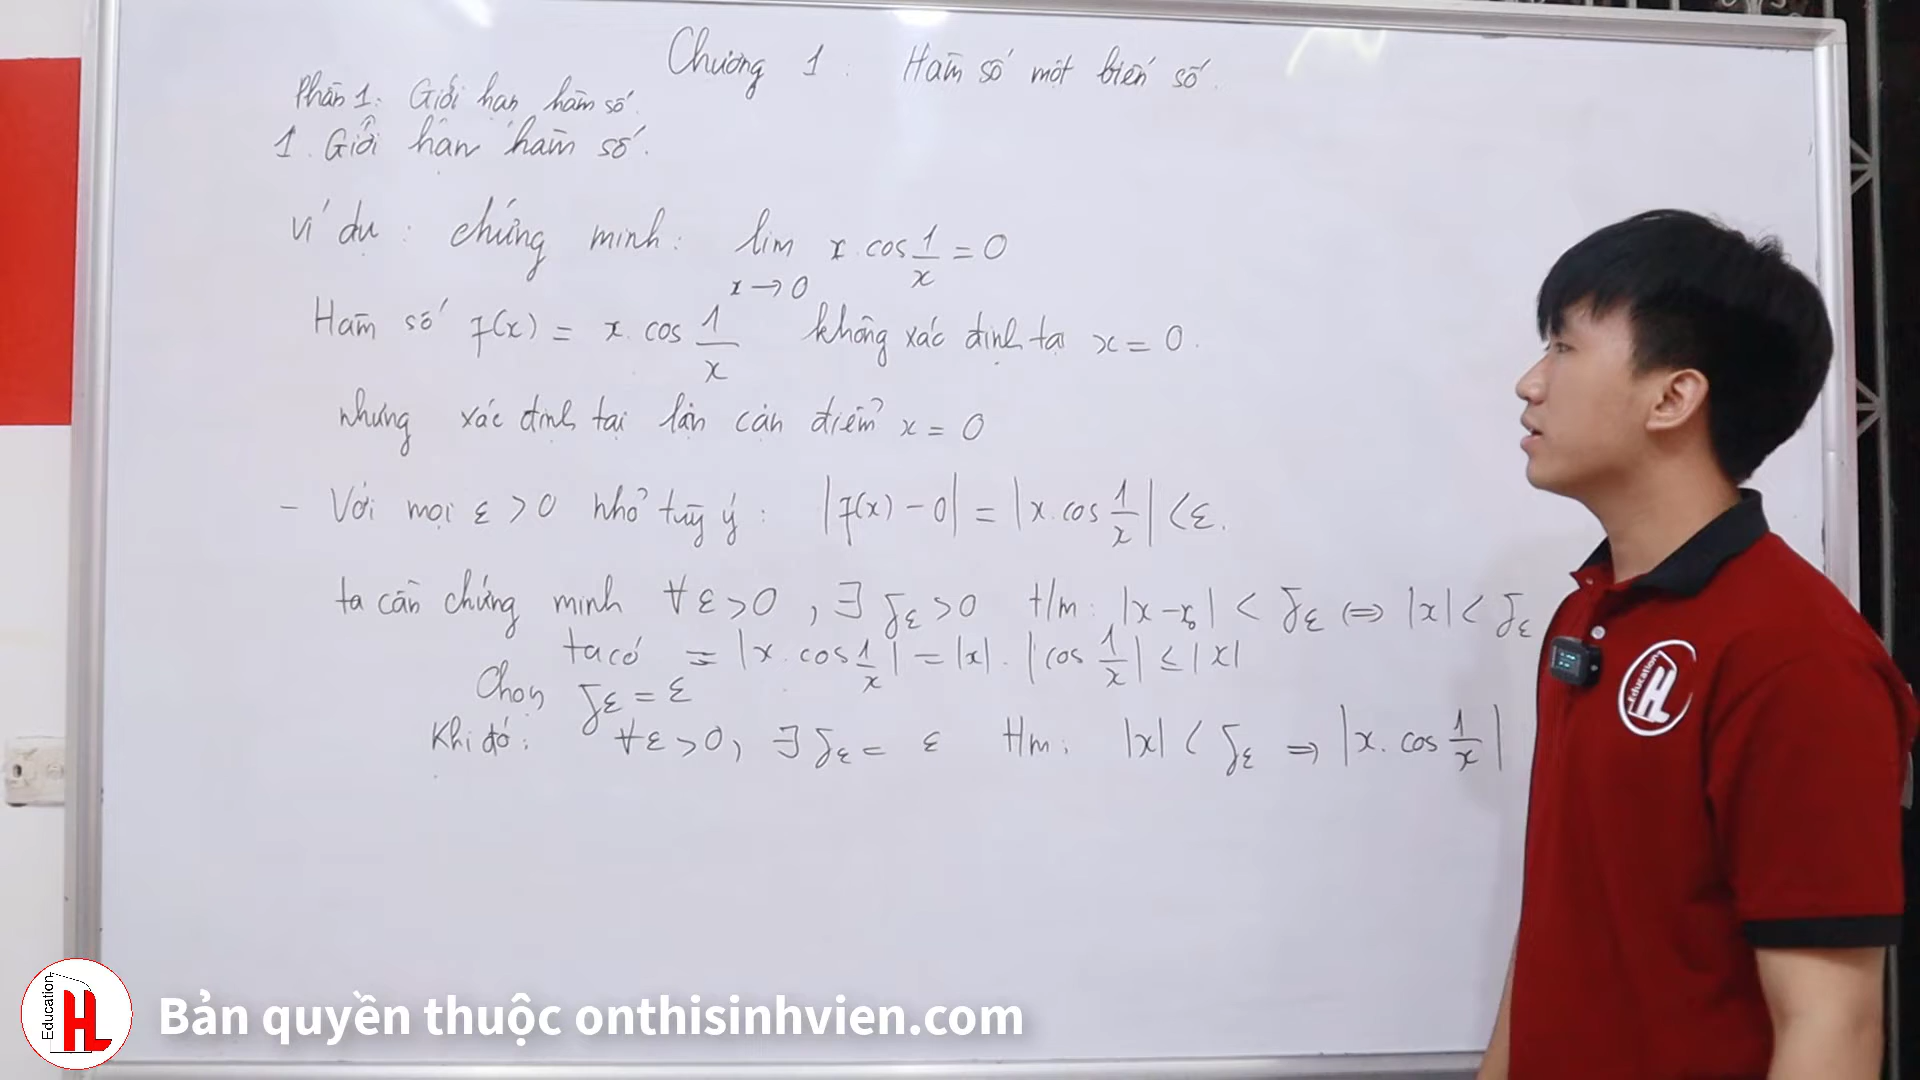 Chương 1 : Hàm số một biến số.
Phần 1: Giới hạn hàm số.
1. Giới hạn hàm số.
Ví dụ : chứng minh : lim x→0 x.cos 1/x = 0
Hàm số f(x) = x.cos 1/x không xác định tại x = 0.
nhưng xác định tại lân cận điểm x = 0
- Với mọi ε > 0 nhỏ tùy ý : |f(x) - 0| = |x.cos 1/x| < ε.
ta cần chứng minh ∀ε > 0 , ∃ δε > 0 t/m : |x - x₀| < δε ⇔ |x| < δε
ta có = |x.cos 1/x| = |x|.|cos 1/x| ≤ |x|
Chọn δε = ε
Khi đó : ∀ε > 0, ∃ δε = ε t/m : |x| < δε ⇒ |x.cos 1/x|
Education HL
Education HL
Bản quyền thuộc onthisinhvien.com